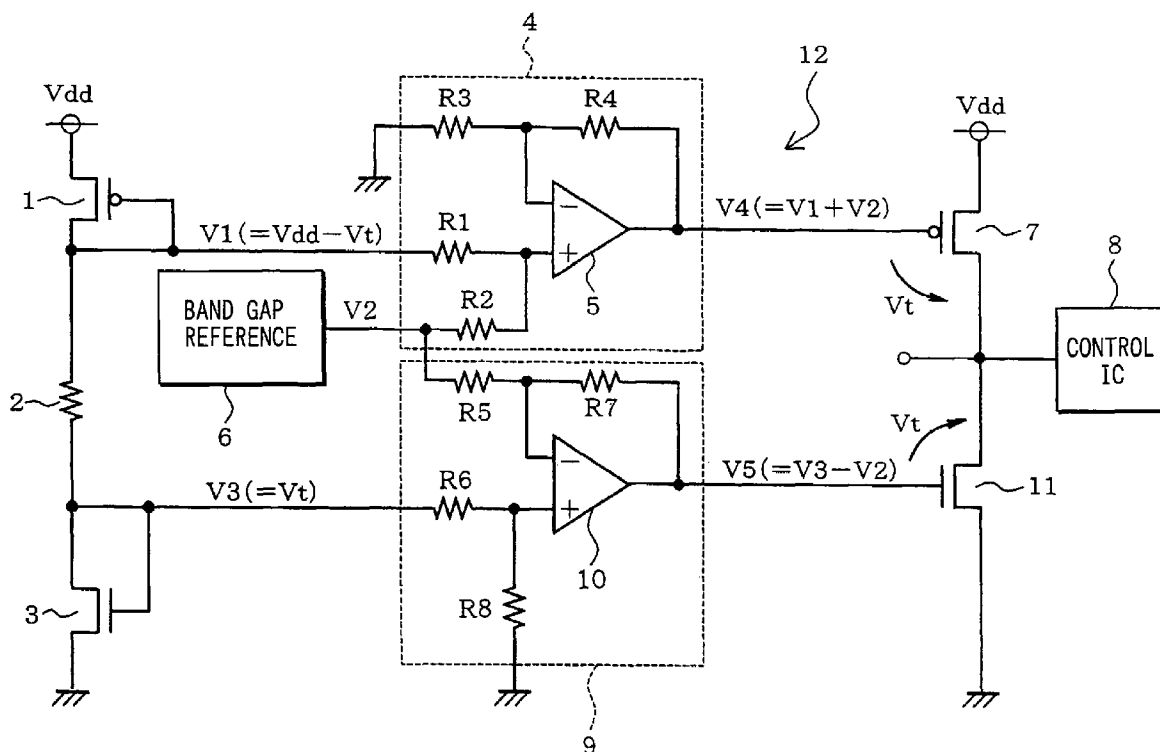 4
12
Vdd
R3
R4
Vdd
1
V1(=Vdd−Vt)
R1
−
+
5
V4(=V1+V2)
7
8
Vt
BAND GAP
REFERENCE
V2
R2
CONTROL
IC
2
6
R5
R7
Vt
V3(=Vt)
R6
−
+
10
V5(=V3−V2)
11
3
R8
9